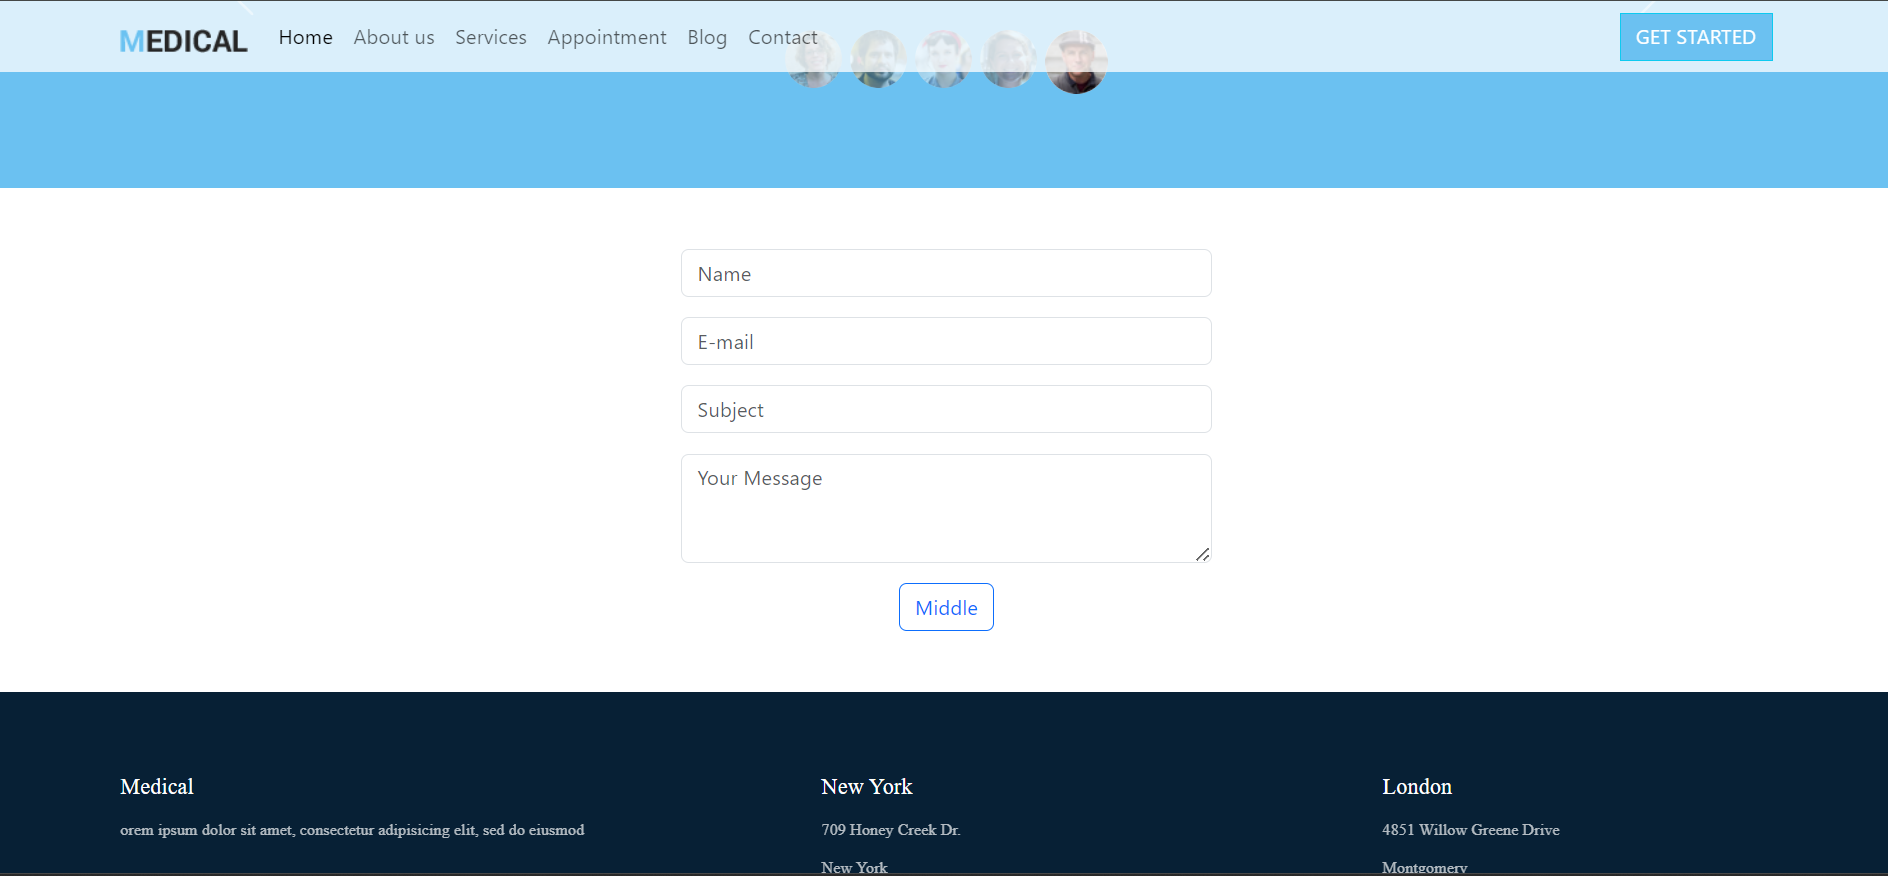 MEDICAL Home About us Services Appointment Blog Contact GET STARTED
Name
E-mail
Subject
Your Message
Middle
Medical New York London
orem ipsum dolor sit amet, consectetur adipisicing elit, sed do eiusmod 709 Honey Creek Dr. 4851 Willow Greene Drive
New York Montgomery